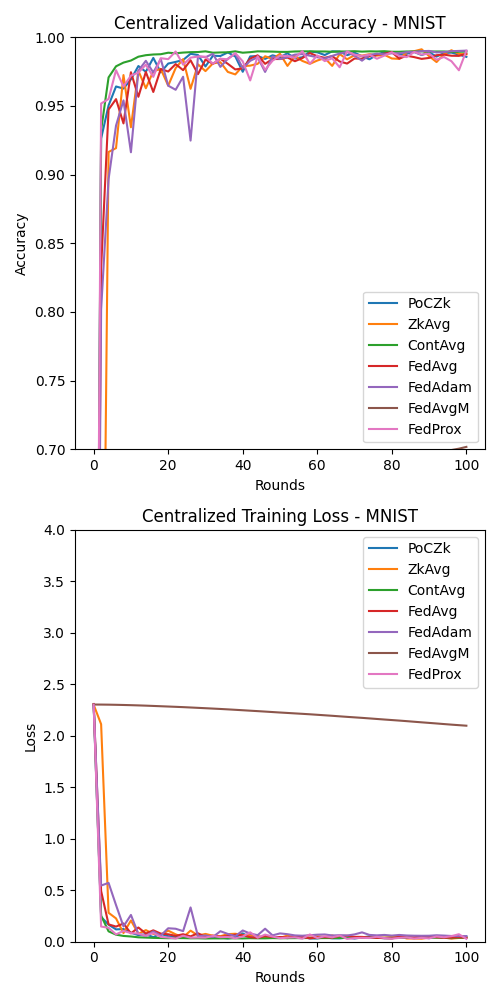 Centralized Validation Accuracy - MNIST
1.00
0.95
0.90
0.85
0.80
0.75
0.70
Accuracy
PoCZk
ZkAvg
ContAvg
FedAvg
FedAdam
FedAvgM
FedProx
0 20 40 60 80 100
Rounds
Centralized Training Loss - MNIST
4.0
3.5
3.0
2.5
2.0
1.5
1.0
0.5
0.0
Loss
PoCZk
ZkAvg
ContAvg
FedAvg
FedAdam
FedAvgM
FedProx
0 20 40 60 80 100
Rounds